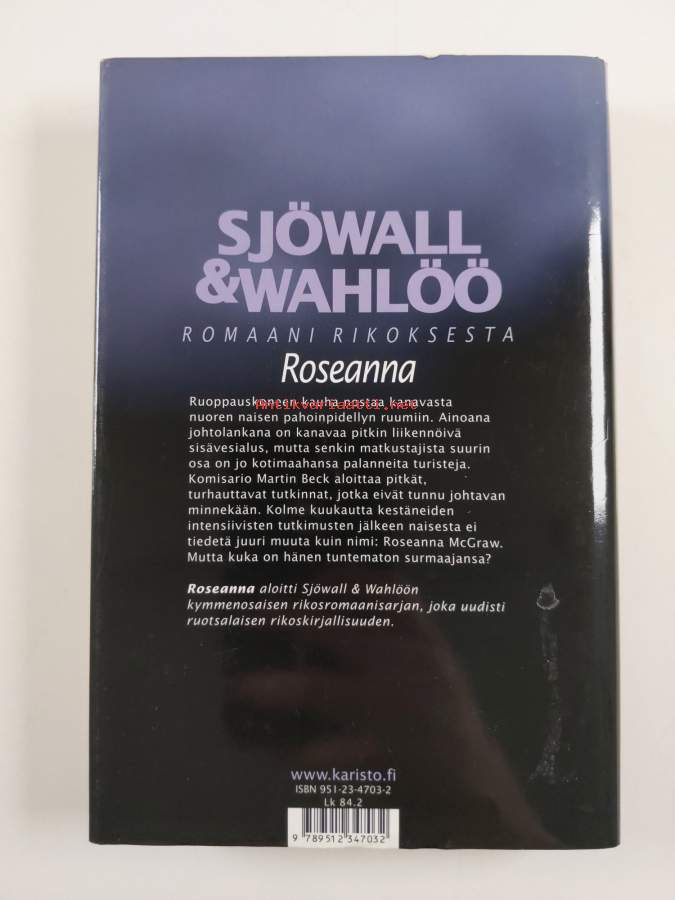 SJÖWALL
&WAHLÖÖ
ROMAANI RIKOKSESTA
Roseanna
Ruoppauskoneen kauha nostaa kanavasta
Antikvariaatti.net
nuoren naisen pahoinpidellyn ruumiin. Ainoana
johtolankana on kanavaa pitkin liikennöivä
sisävesialus, mutta senkin matkustajista suurin
osa on jo kotimaahansa palanneita turisteja.
Komisario Martin Beck aloittaa pitkät,
turhauttavat tutkinnat, jotka eivät tunnu johtavan
minnekään. Kolme kuukautta kestäneiden
intensiivisten tutkimusten jälkeen naisesta ei
tiedetä juuri muuta kuin nimi: Roseanna McGraw.
Mutta kuka on hänen tuntematon surmaajansa?
Roseanna aloitti Sjöwall & Wahlöön
kymmenosaisen rikosromaanisarjan, joka uudisti
ruotsalaisen rikoskirjallisuuden.
www.karisto.fi
ISBN 951-23-4703-2
Lk 84.2
9 789512 347032